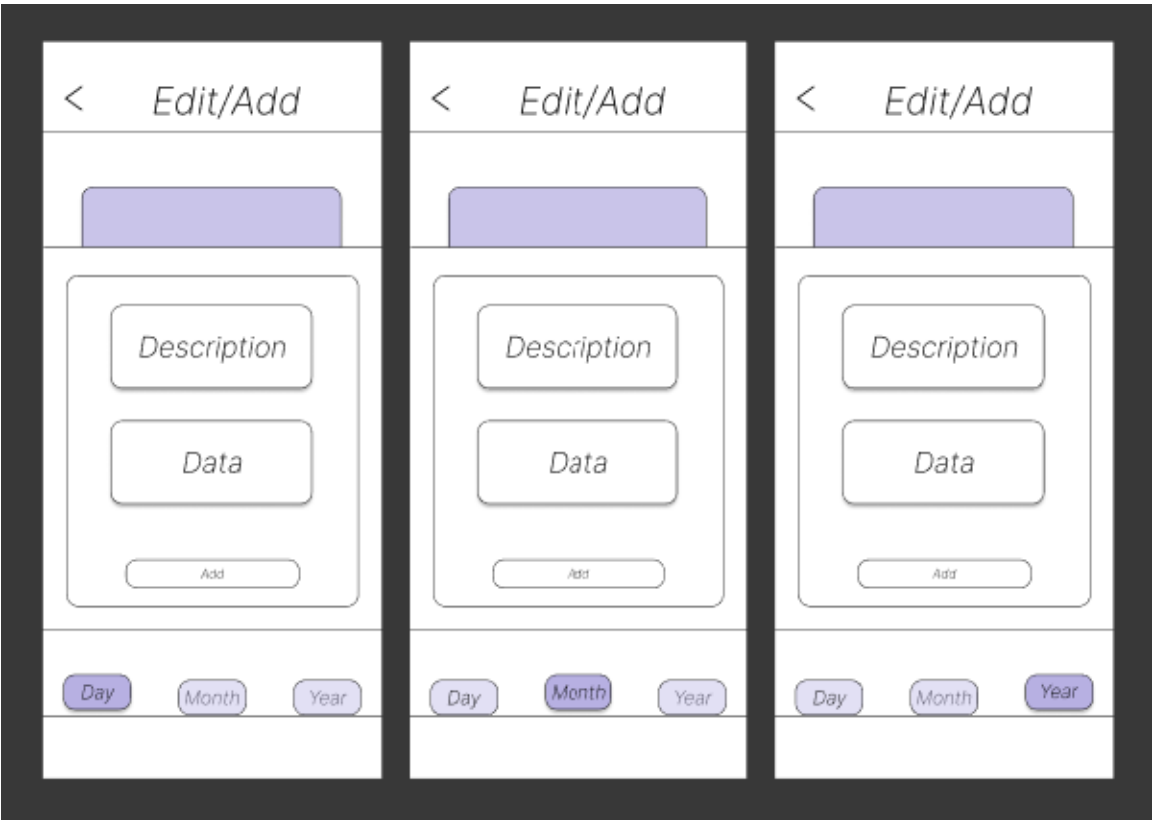 < Edit/Add
Description
Data
Add
Day Month Year
< Edit/Add
Description
Data
Add
Day Month Year
< Edit/Add
Description
Data
Add
Day Month Year